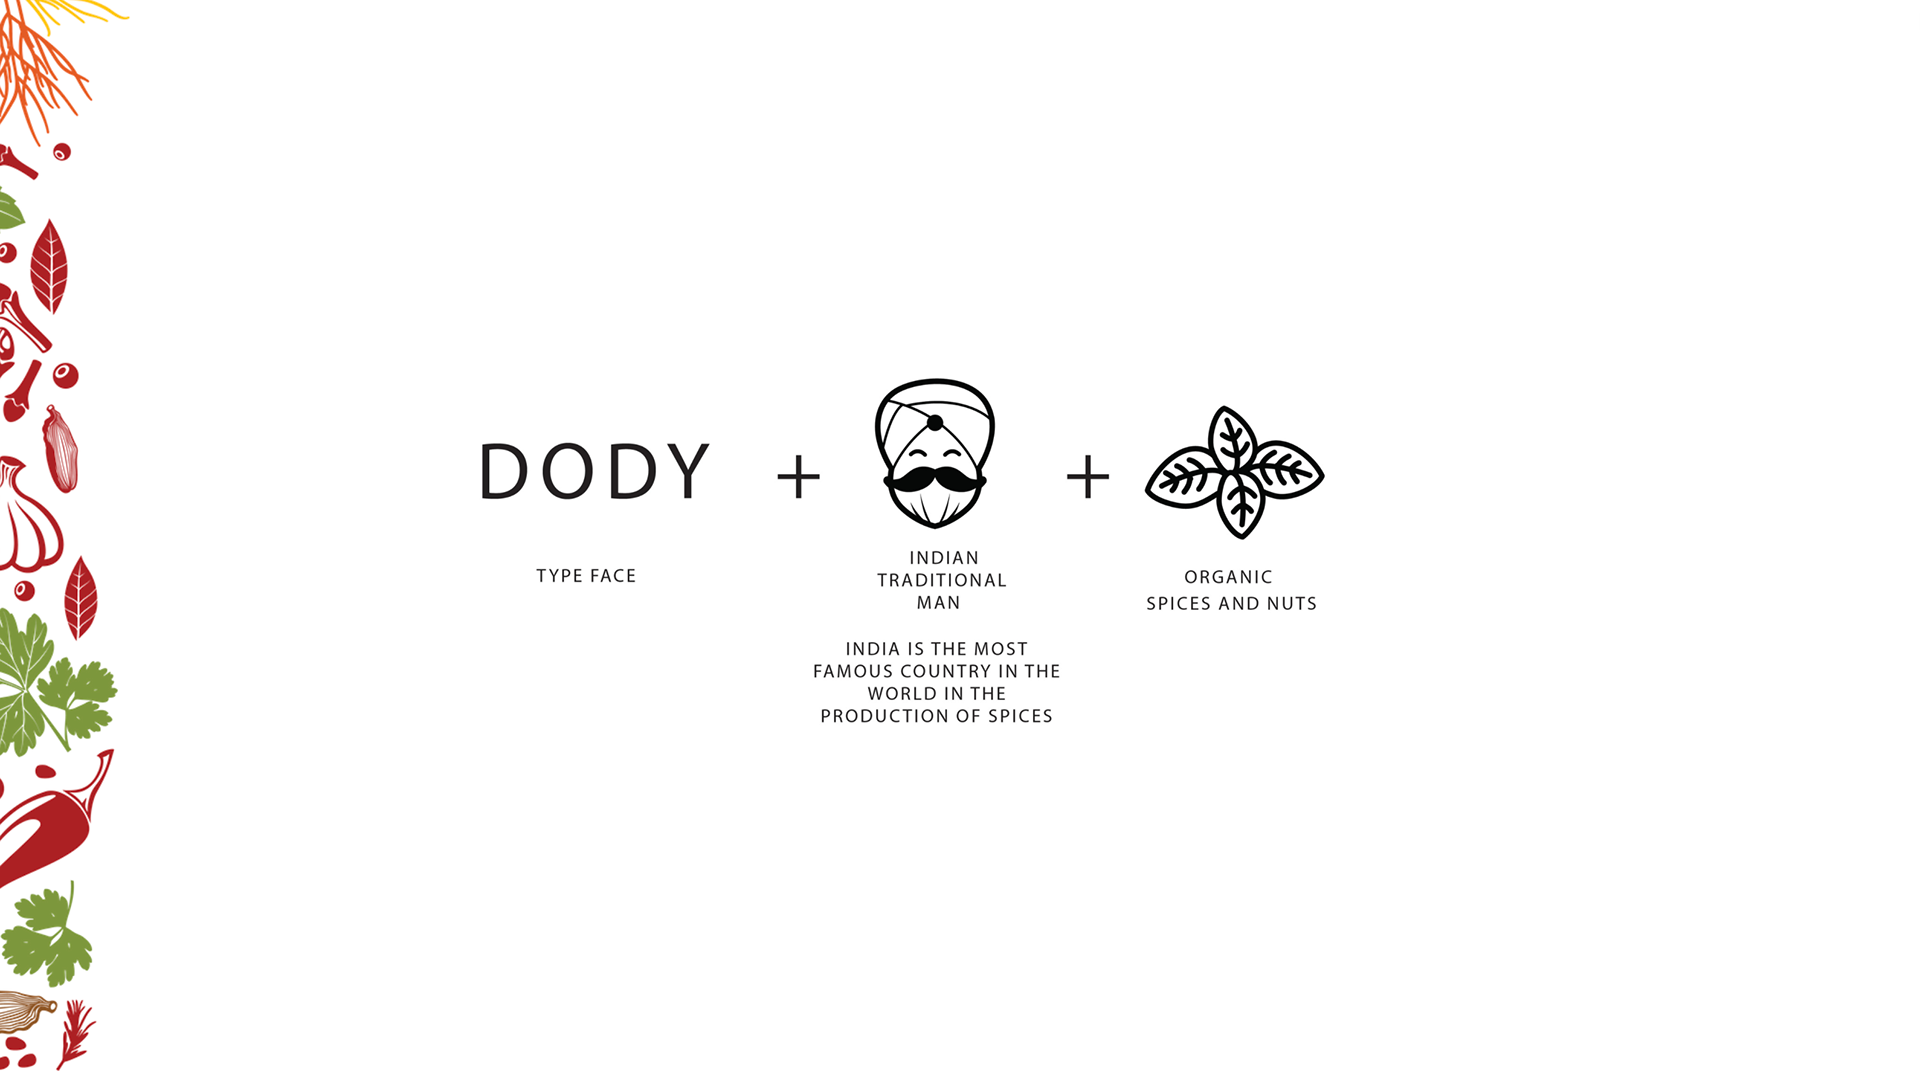 DODY
+
+
TYPE FACE
INDIAN
TRADITIONAL
MAN
INDIA IS THE MOST
FAMOUS COUNTRY IN THE
WORLD IN THE
PRODUCTION OF SPICES
ORGANIC
SPICES AND NUTS